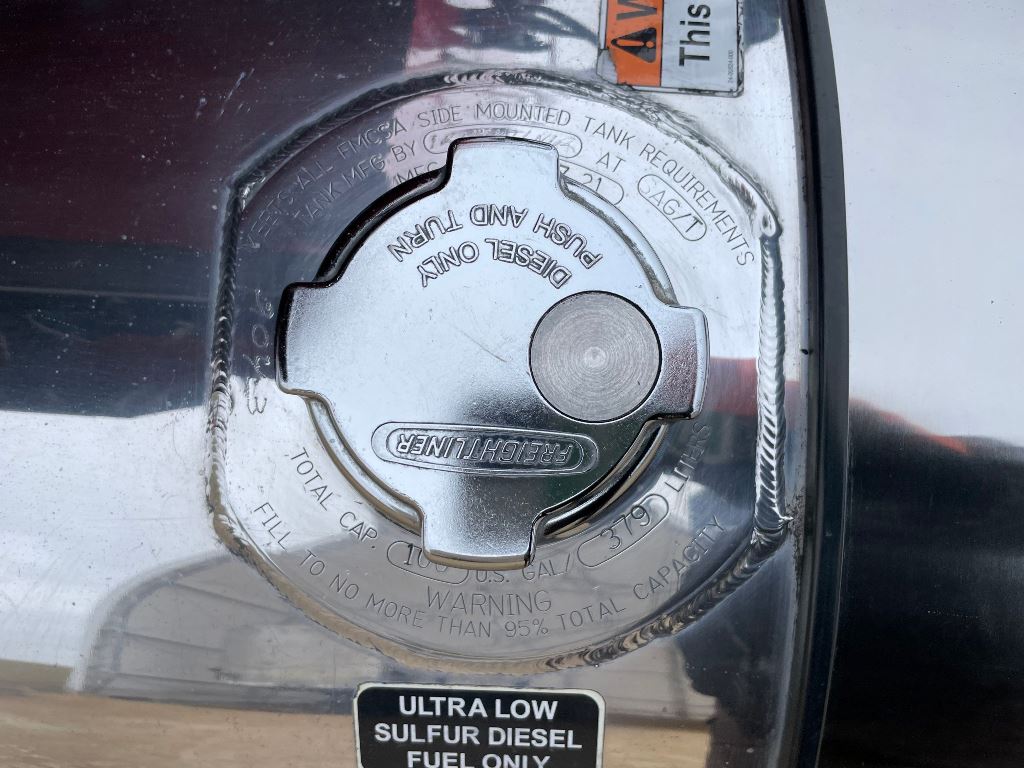 This
MEETS ALL FMCSA SIDE MOUNTED TANK REQUIREMENTS
TANK MFG BY
AT SAG/T
21
DIESEL ONLY
PUSH AND TURN
FREIGHTLINER
TOTAL CAP. 100 U.S. GAL/ 379 LITERS
WARNING
FILL TO NO MORE THAN 95% TOTAL CAPACITY
ULTRA LOW
SULFUR DIESEL
FUEL ONLY